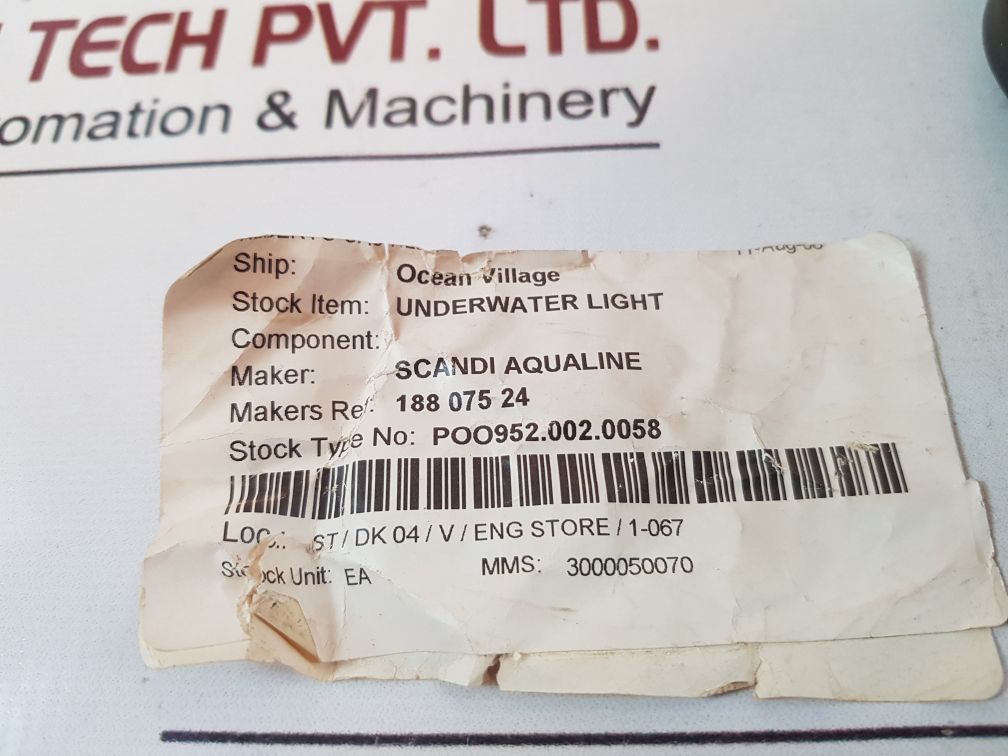 TECH PVT. LTD.
omation & Machinery
Ship: Ocean Village
Stock Item: UNDERWATER LIGHT
Component:
Maker: SCANDI AQUALINE
Makers Ref: 188 075 24
Stock Type No: POO952.002.0058
ST / DK 04 / V / ENG STORE / 1-067
Stock Unit: EA MMS: 3000050070